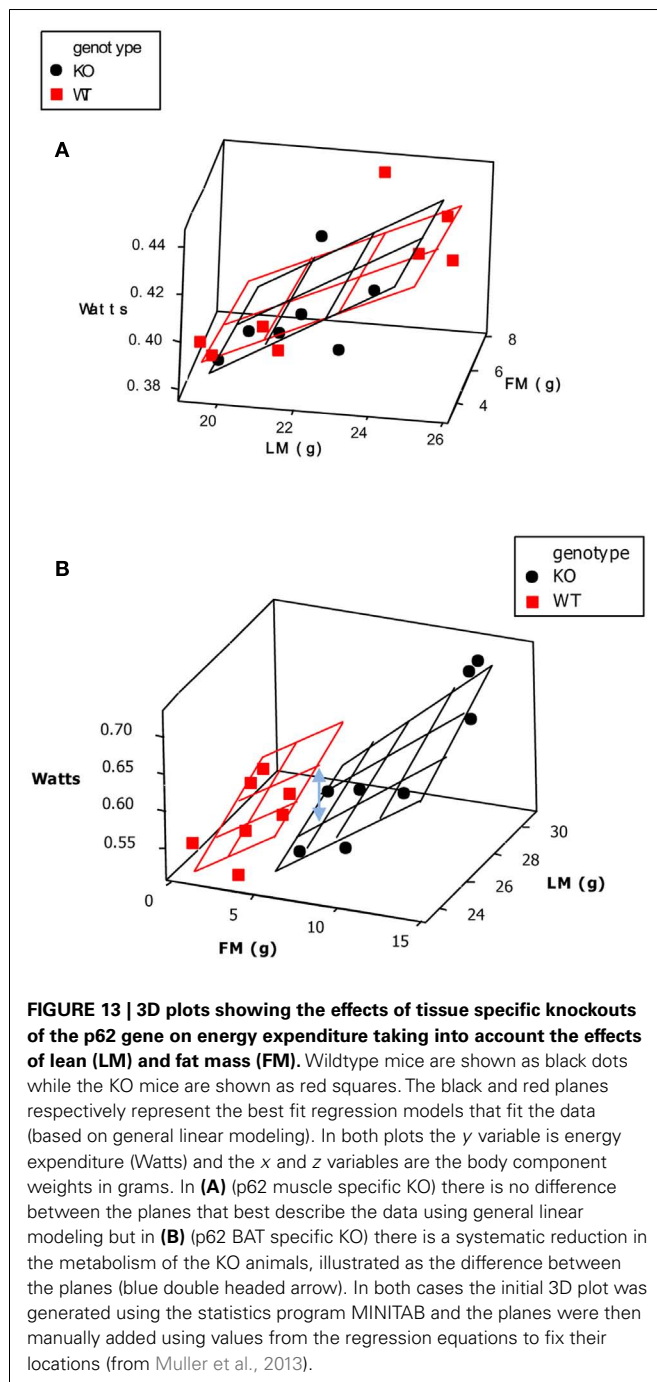 genot ype
KO
WT
A
0. 44
0. 42
Wat t s
0. 40
0. 38
8
6
FM ( g)
4
20
22
24
26
LM ( g)
B
genotype
KO
WT
0.70
0.65
Watts
0.60
0.55
30
28
LM (g)
26
24
0
5
10
15
FM (g)
FIGURE 13 | 3D plots showing the effects of tissue specific knockouts
of the p62 gene on energy expenditure taking into account the effects
of lean (LM) and fat mass (FM). Wildtype mice are shown as black dots
while the KO mice are shown as red squares. The black and red planes
respectively represent the best fit regression models that fit the data
(based on general linear modeling). In both plots the y variable is energy
expenditure (Watts) and the x and z variables are the body component
weights in grams. In (A) (p62 muscle specific KO) there is no difference
between the planes that best describe the data using general linear
modeling but in (B) (p62 BAT specific KO) there is a systematic reduction in
the metabolism of the KO animals, illustrated as the difference between
the planes (blue double headed arrow). In both cases the initial 3D plot was
generated using the statistics program MINITAB and the planes were then
manually added using values from the regression equations to fix their
locations (from Muller et al., 2013).